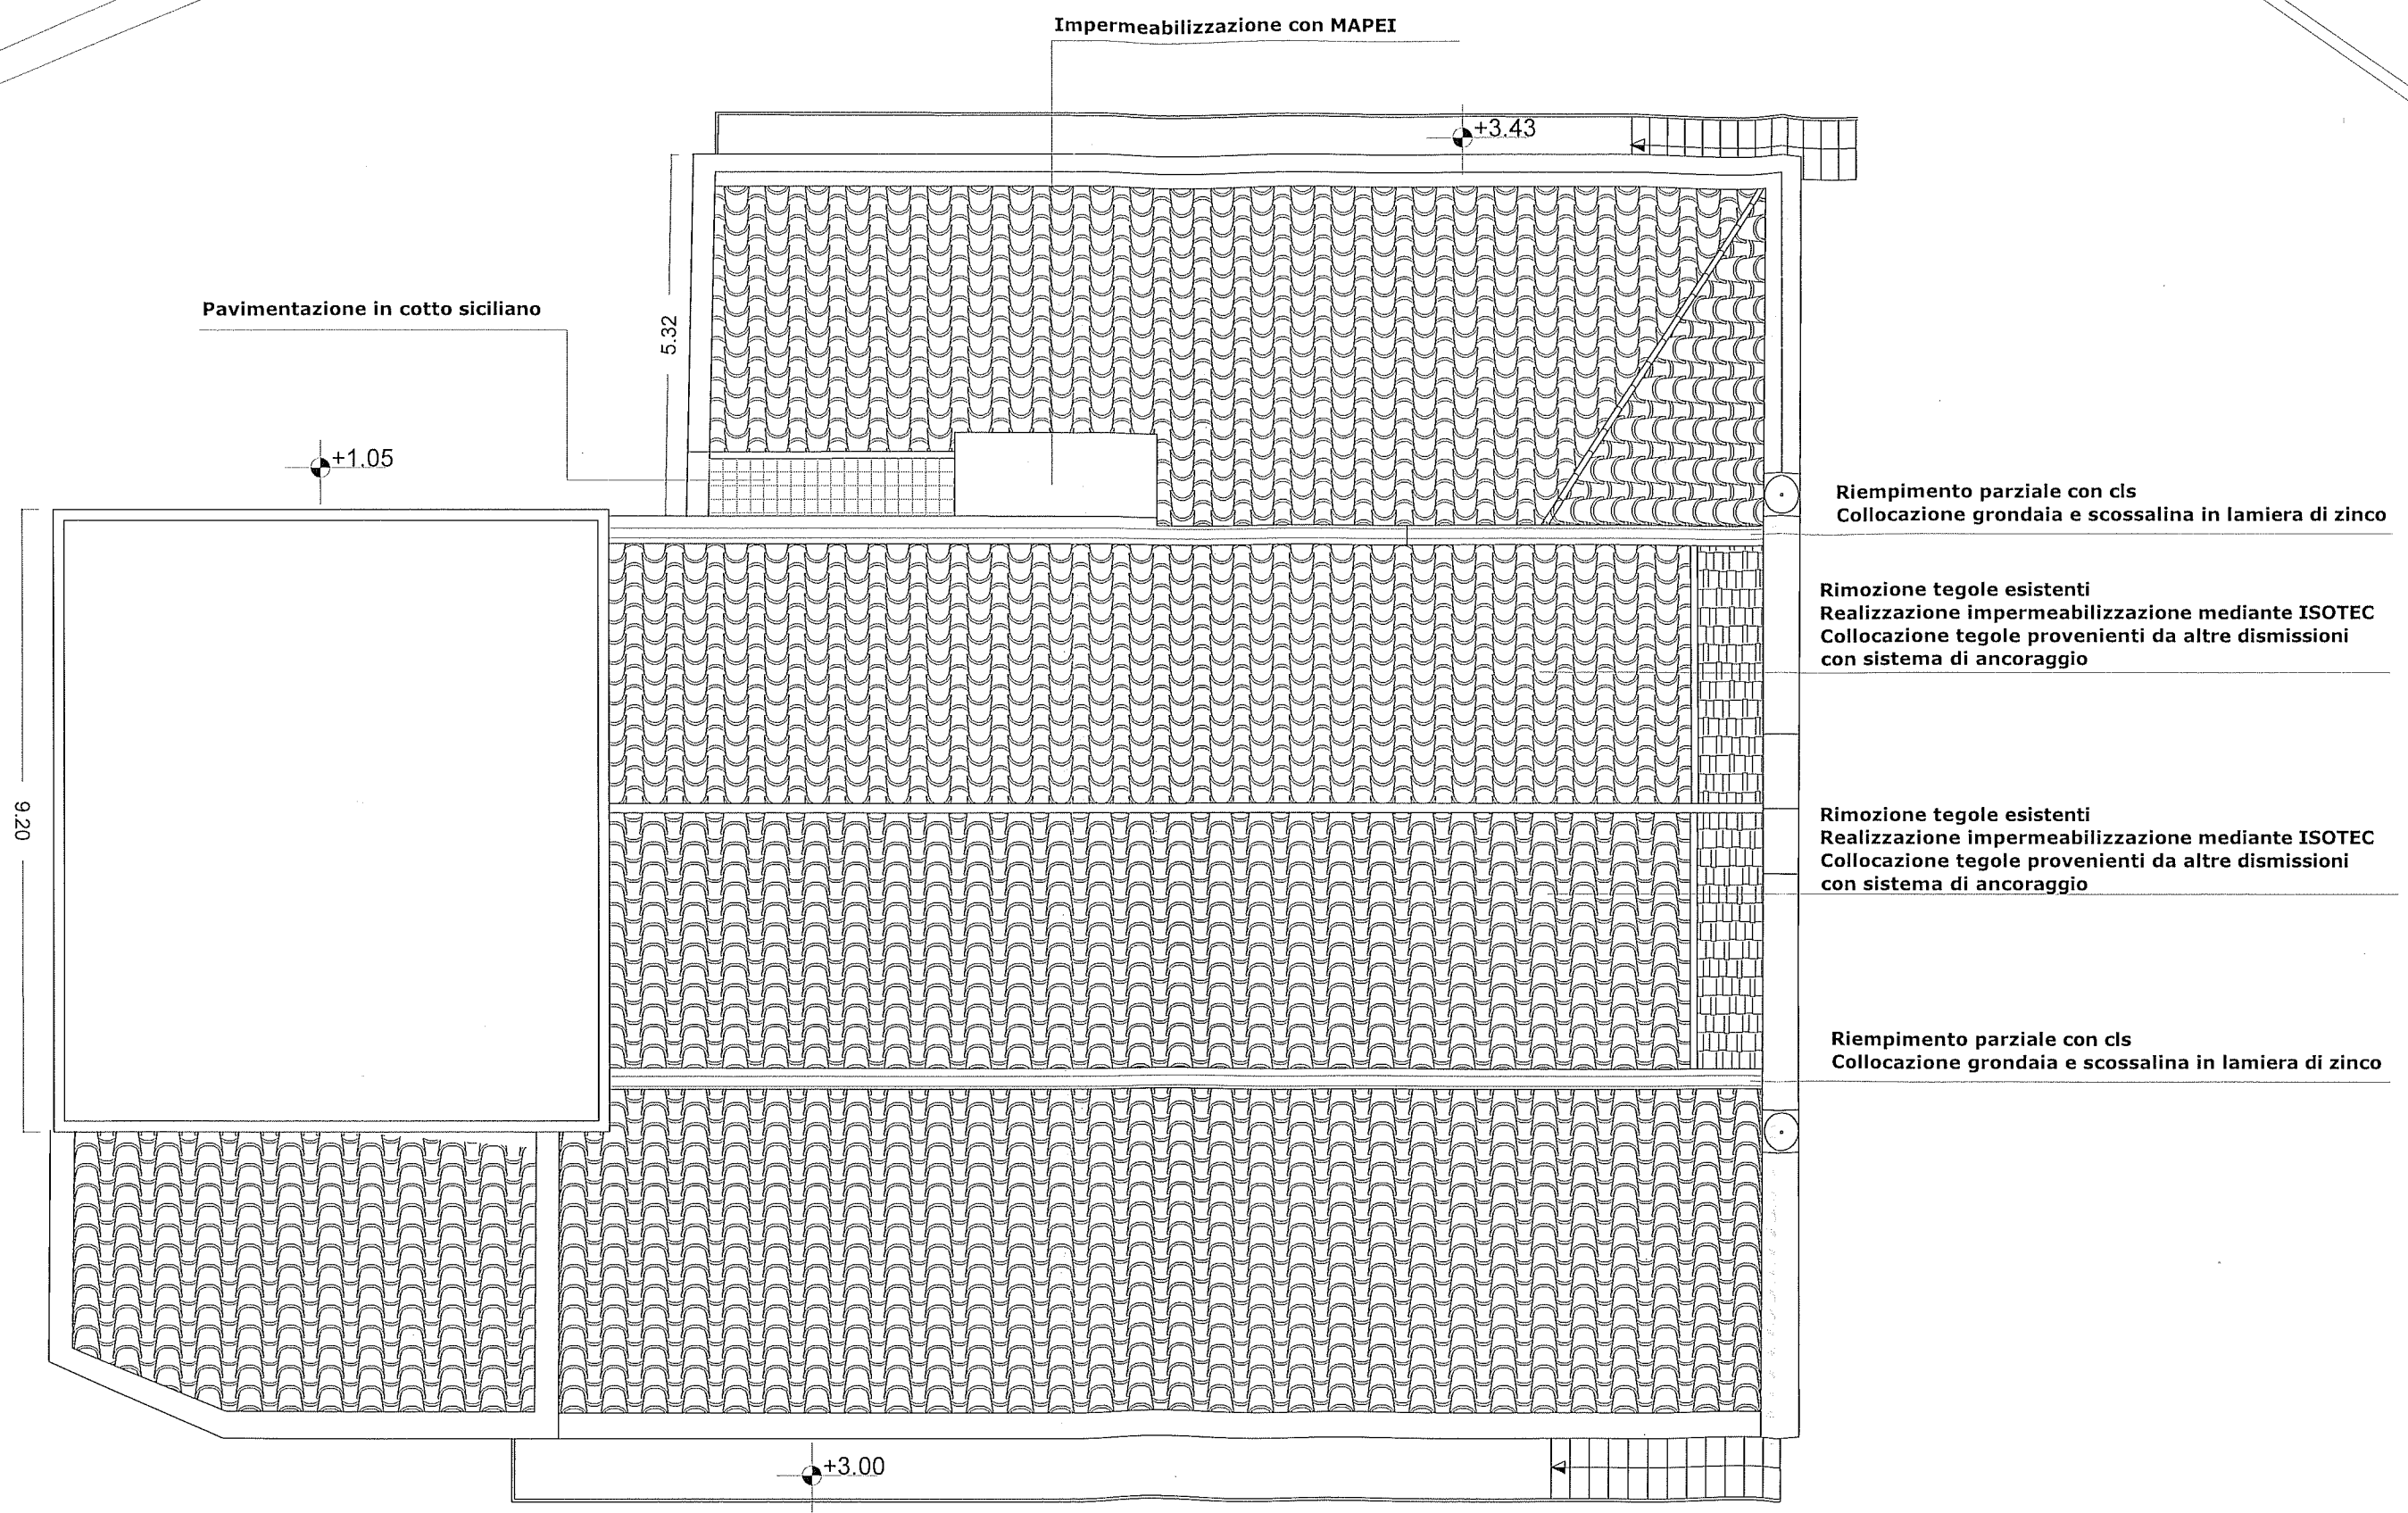 Impermeabilizzazione con MAPEI
+3.43
Pavimentazione in cotto siciliano
5.32
+1.05
Riempimento parziale con cls
Collocazione grondaia e scossalina in lamiera di zinco
Rimozione tegole esistenti
Realizzazione impermeabilizzazione mediante ISOTEC
Collocazione tegole provenienti da altre dismissioni
con sistema di ancoraggio
9.20
Rimozione tegole esistenti
Realizzazione impermeabilizzazione mediante ISOTEC
Collocazione tegole provenienti da altre dismissioni
con sistema di ancoraggio
Riempimento parziale con cls
Collocazione grondaia e scossalina in lamiera di zinco
+3.00